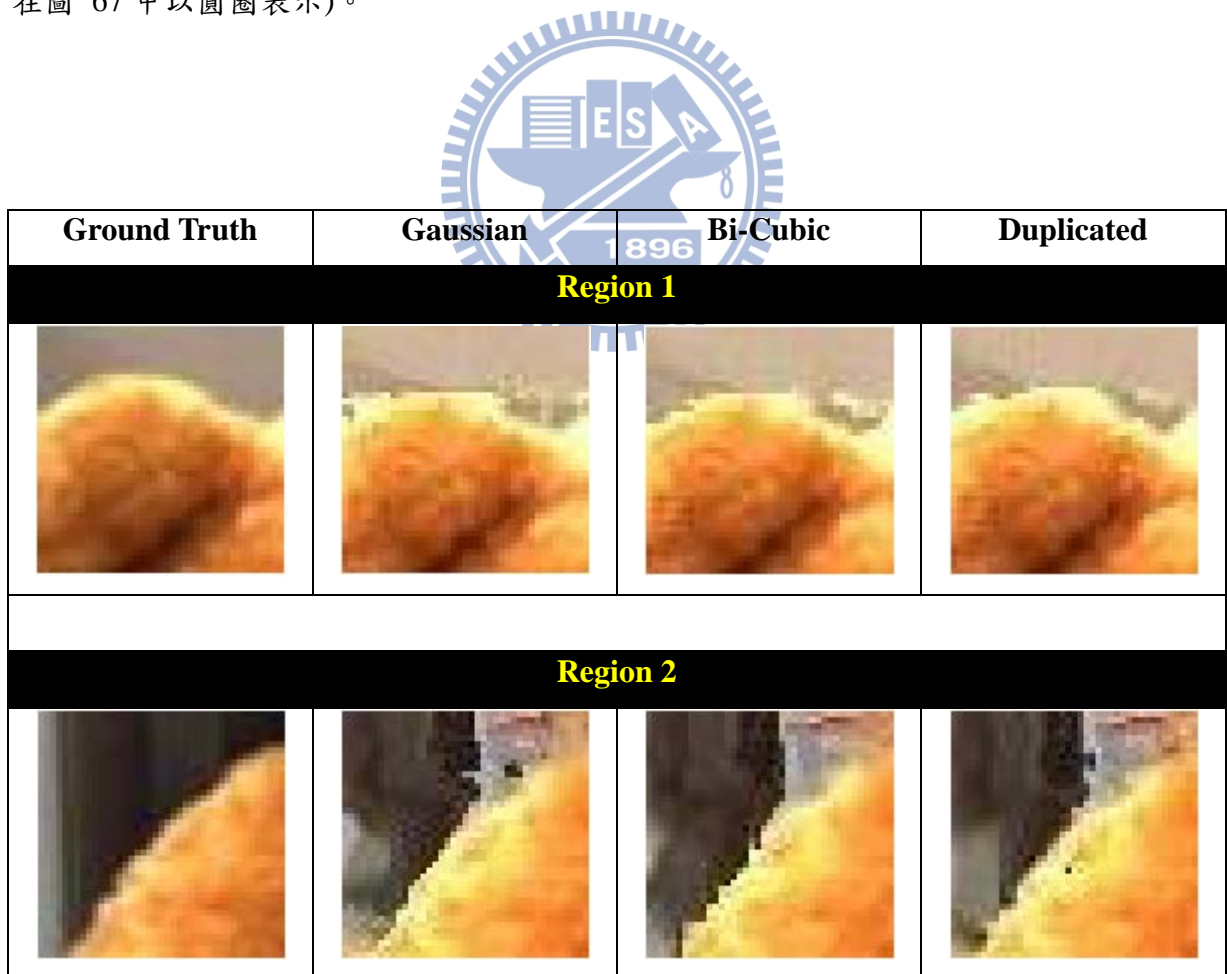 在圖 67 中以圓圈表示)。
E S A
1896
Ground Truth Gaussian Bi-Cubic Duplicated
Region 1
Region 2